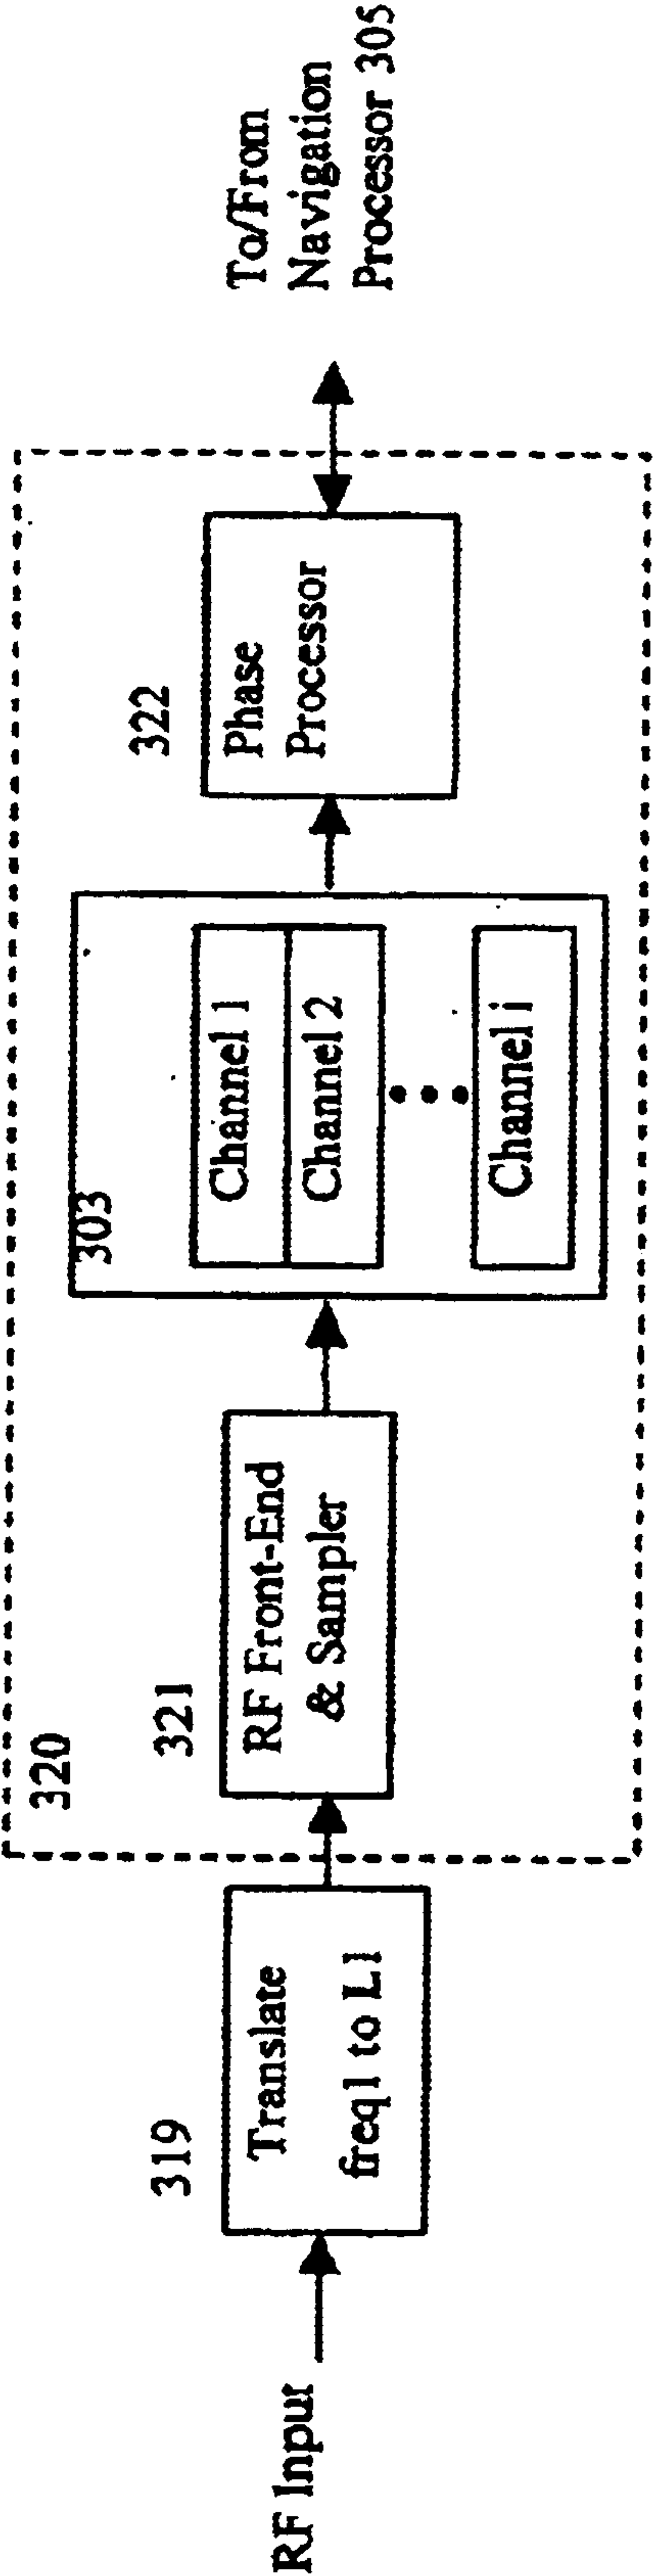 RF Input
319
Translate
freq1 to L1
320
321
RF Front-End
& Sampler
303
Channel 1
Channel 2
Channel i
322
Phase
Processor
To/From
Navigation
Processor 305